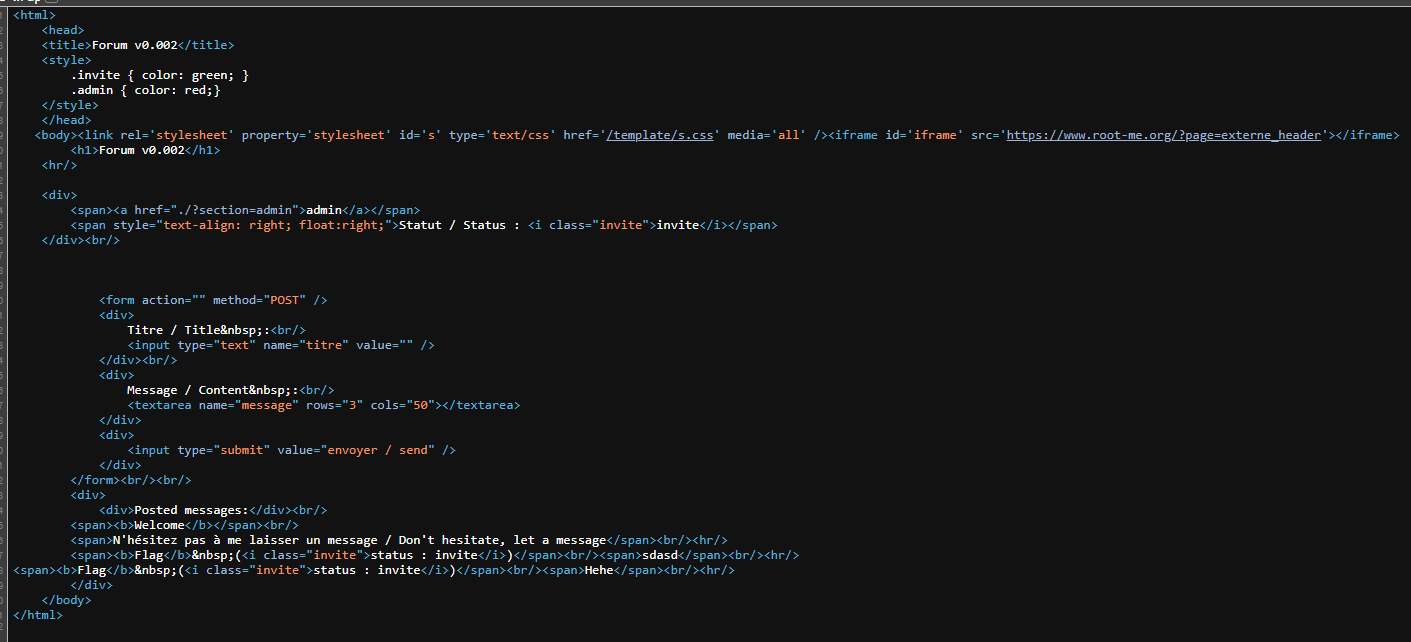 <html>
<head>
<title>Forum v0.002</title>
<style>
.invite { color: green; }
.admin { color: red;}
</style>
</head>
<body><link rel='stylesheet' property='stylesheet' id='s' type='text/css' href='/template/s.css' media='all' /><iframe id='iframe' src='https://www.root-me.org/?page=externe_header'></iframe>
<h1>Forum v0.002</h1>
<hr/>
<div>
<span><a href="./?section=admin">admin</a></span>
<span style="text-align: right; float:right;">Statut / Status : <i class="invite">invite</i></span>
</div><br/>
<form action="" method="POST" />
<div>
Titre / Title&nbsp;:<br/>
<input type="text" name="titre" value="" />
</div><br/>
<div>
Message / Content&nbsp;:<br/>
<textarea name="message" rows="3" cols="50"></textarea>
</div>
<div>
<input type="submit" value="envoyer / send" />
</div>
</form><br/><br/>
<div>
<div>Posted messages:</div><br/>
<span><b>Welcome</b></span><br/>
<span>N'hésitez pas à me laisser un message / Don't hesitate, let a message</span><br/><hr/>
<span><b>Flag</b>&nbsp;(<i class="invite">status : invite</i>)</span><br/><span>sdasd</span><br/><hr/>
<span><b>Flag</b>&nbsp;(<i class="invite">status : invite</i>)</span><br/><span>Hehe</span><br/><hr/>
</div>
</body>
</html>